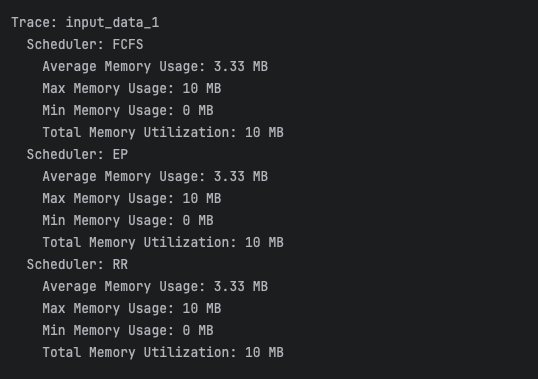 Trace: input_data_1
Scheduler: FCFS
Average Memory Usage: 3.33 MB
Max Memory Usage: 10 MB
Min Memory Usage: 0 MB
Total Memory Utilization: 10 MB
Scheduler: EP
Average Memory Usage: 3.33 MB
Max Memory Usage: 10 MB
Min Memory Usage: 0 MB
Total Memory Utilization: 10 MB
Scheduler: RR
Average Memory Usage: 3.33 MB
Max Memory Usage: 10 MB
Min Memory Usage: 0 MB
Total Memory Utilization: 10 MB